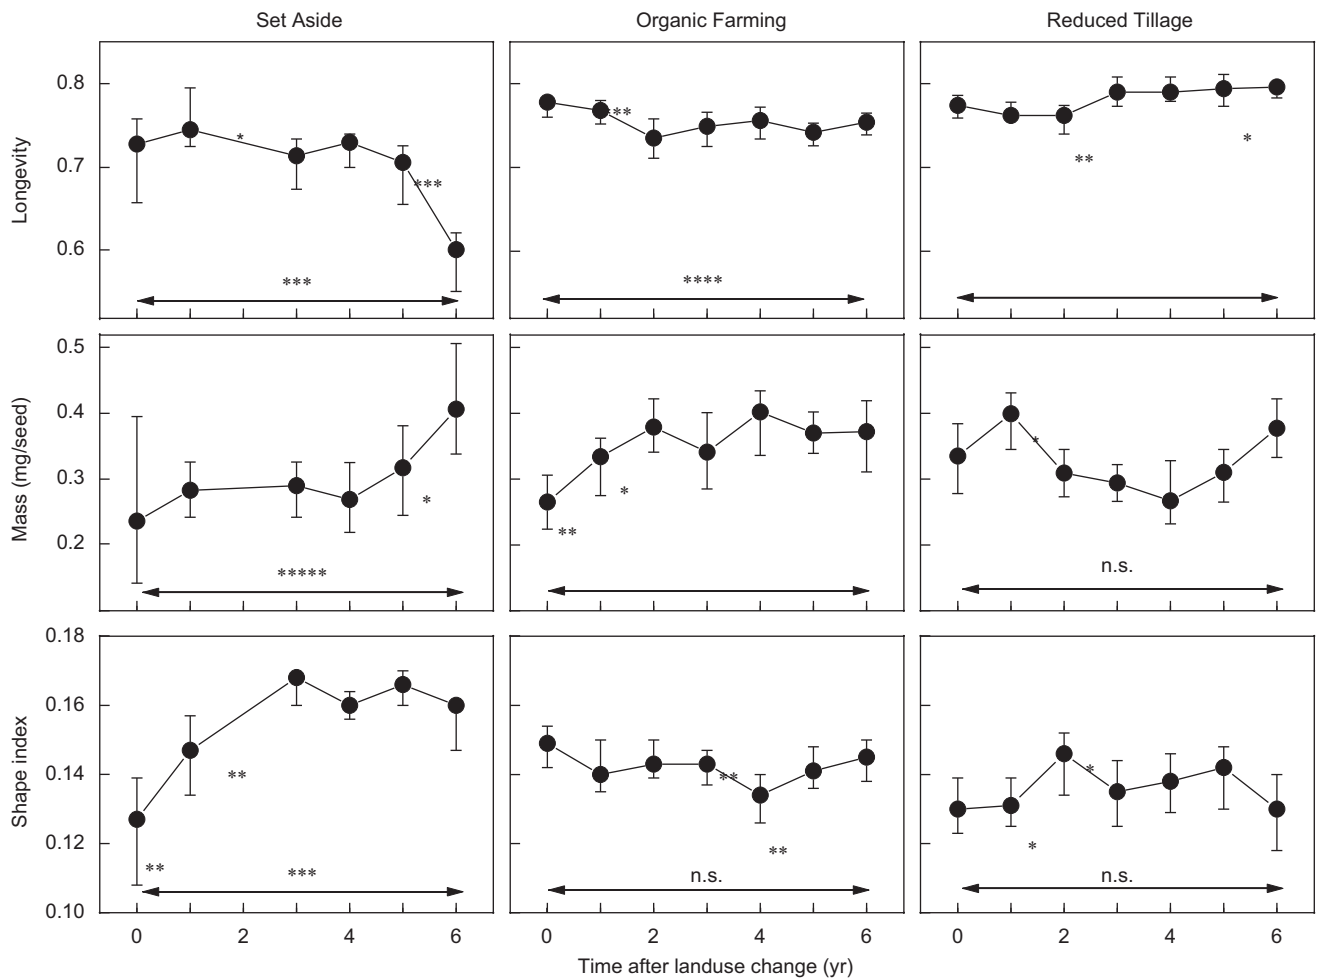 Set Aside Organic Farming Reduced Tillage
Longevity
0.8
0.7
0.6
* *** ***
** ****
** *
Mass (mg/seed)
0.5
0.4
0.3
0.2
* *****
** *
* n.s.
Shape index
0.18
0.16
0.14
0.12
0.10
** ** ***
** ** n.s.
* * n.s.
0 2 4 6 0 2 4 6 0 2 4 6
Time after landuse change (yr)